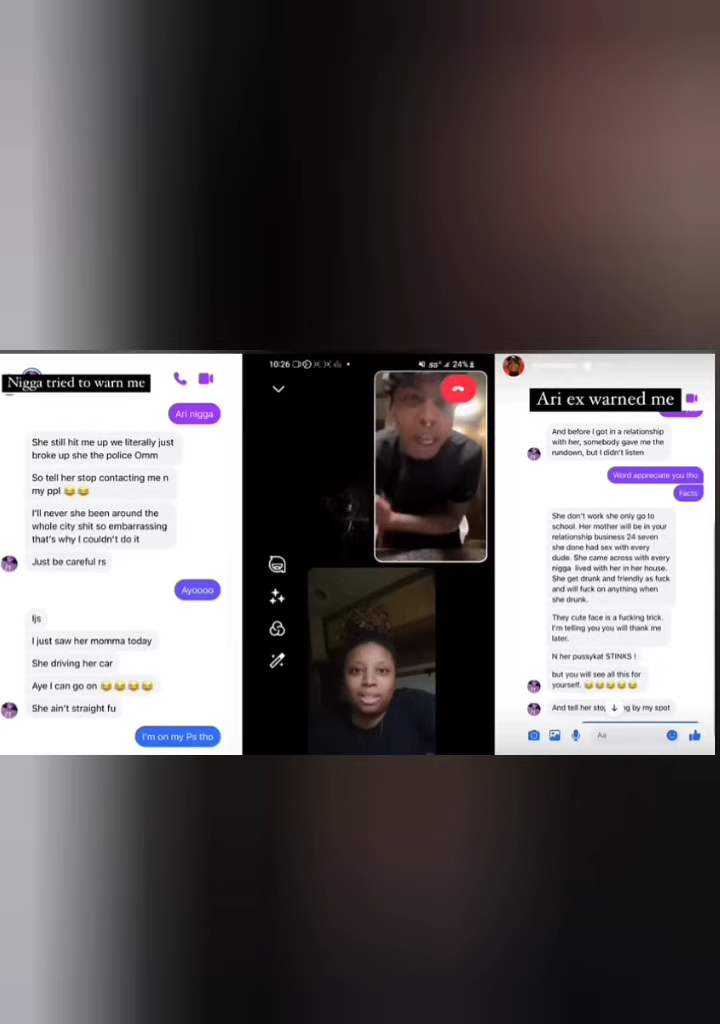 Nigga tried to warn me
Ari nigga
She still hit me up we literally just
broke up she the police Omm
So tell her stop contacting me n
my ppl 😂😂
I'll never she been around the
whole city shit so embarrassing
that's why I couldn't do it
Just be careful rs
Ayoooo
Ijs
I just saw her momma today
She driving her car
Aye I can go on 😂😂😂😂
She ain't straight fu
I'm on my Ps tho
10:26
55°
24%
Ari ex warned me
And before I got in a relationship
with her, somebody gave me the
rundown, but I didn't listen
Word appreciate you tho
Facts
She don't work she only go to
school. Her mother will be in your
relationship business 24 seven
she done had sex with every
dude. She came across with every
nigga lived with her in her house.
She get drunk and friendly as fuck
and will fuck on anything when
she drunk.
They cute face is a fucking trick.
I'm telling you you will thank me
later.
N her pussykat STINKS !
but you will see all this for
yourself. 😂😂😂😂😂
And tell her sto ng by my spot
Aa